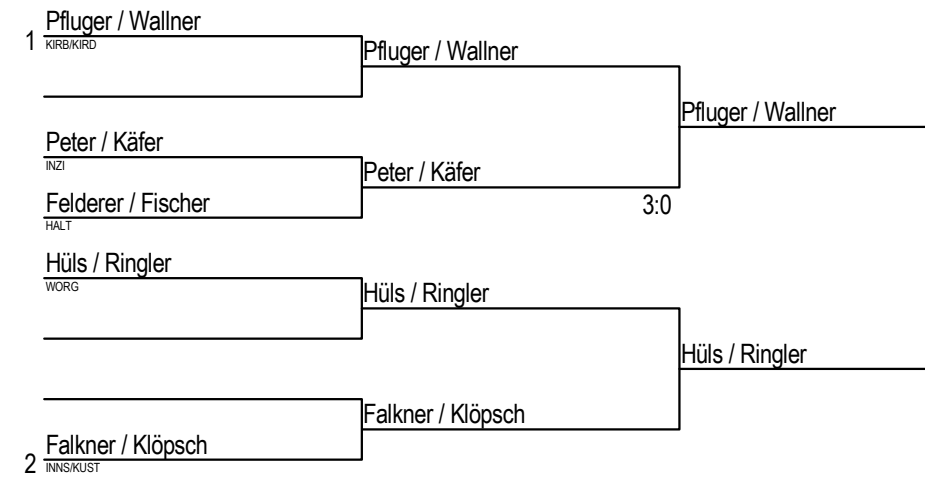 Pfluger / Wallner
1 KIRB/KIRD
Pfluger / Wallner
Pfluger / Wallner
Peter / Käfer
INZI
Peter / Käfer
Felderer / Fischer
3:0
HALT
Hüls / Ringler
WORG
Hüls / Ringler
Hüls / Ringler
Falkner / Klöpsch
Falkner / Klöpsch
2 INNS/KUST